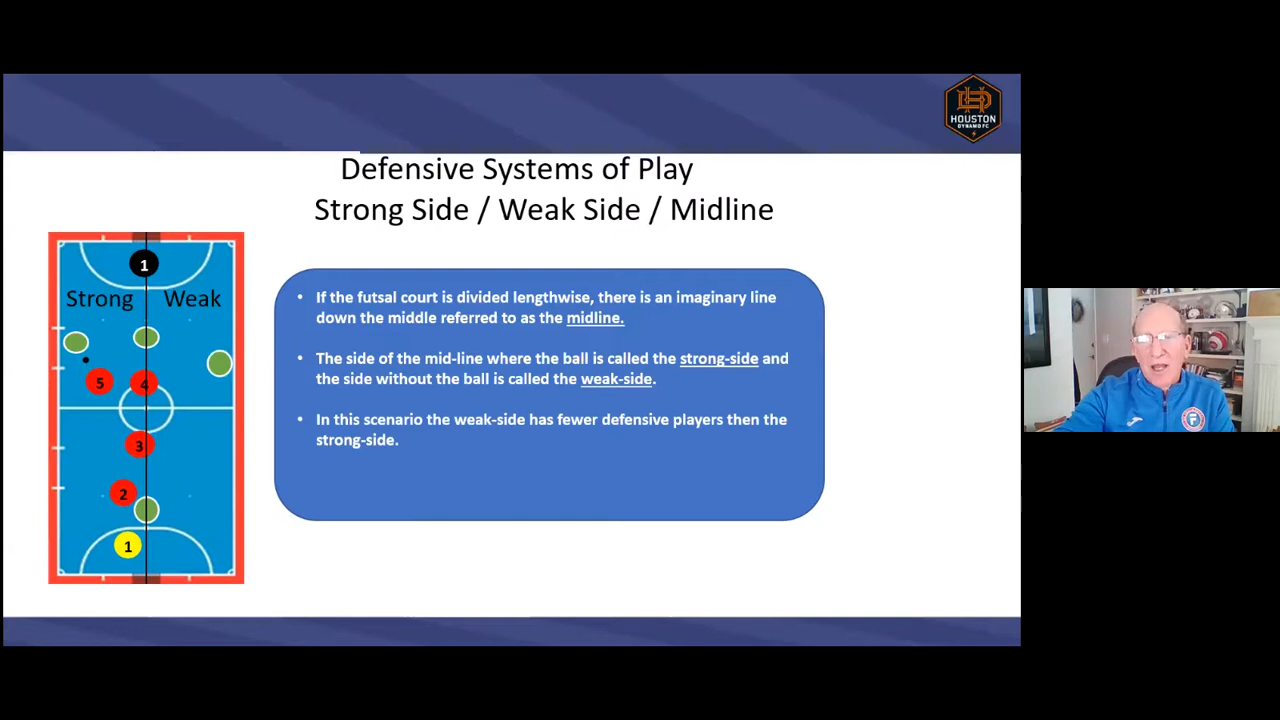 HOUSTON
DYNAMO FC
Defensive Systems of Play
Strong Side / Weak Side / Midline
1
Strong Weak
5 4
3
2
1
• If the futsal court is divided lengthwise, there is an imaginary line
down the middle referred to as the midline.
• The side of the mid-line where the ball is called the strong-side and
the side without the ball is called the weak-side.
• In this scenario the weak-side has fewer defensive players then the
strong-side.